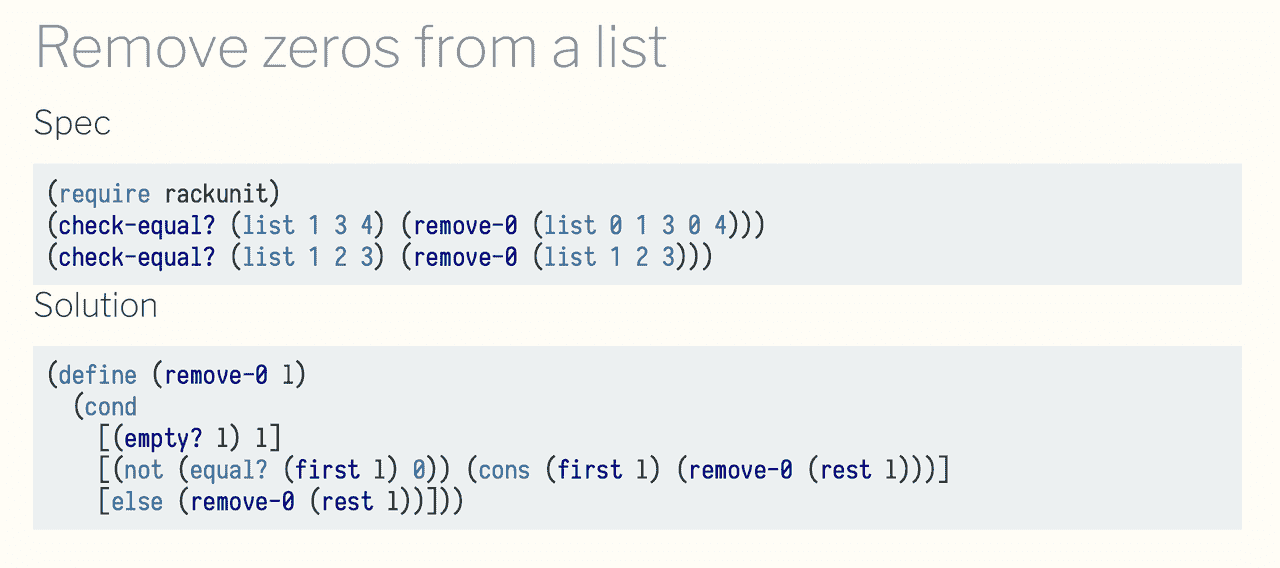 Remove zeros from a list
Spec
(require rackunit)
(check-equal? (list 1 3 4) (remove-0 (list 0 1 3 0 4)))
(check-equal? (list 1 2 3) (remove-0 (list 1 2 3)))
Solution
(define (remove-0 l)
  (cond
    [(empty? l) l]
    [(not (equal? (first l) 0)) (cons (first l) (remove-0 (rest l)))]
    [else (remove-0 (rest l))]))